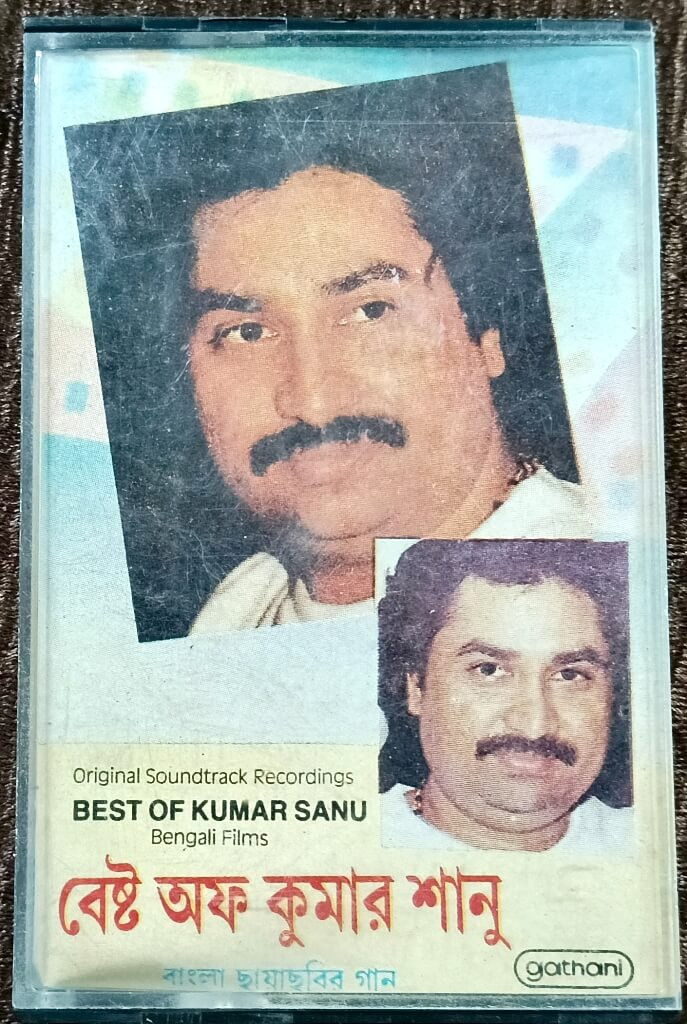 Original Soundtrack Recordings
BEST OF KUMAR SANU
Bengali Films
বেষ্ট অফ কুমার শানু
বাংলা ছায়াছবির গান
gathani